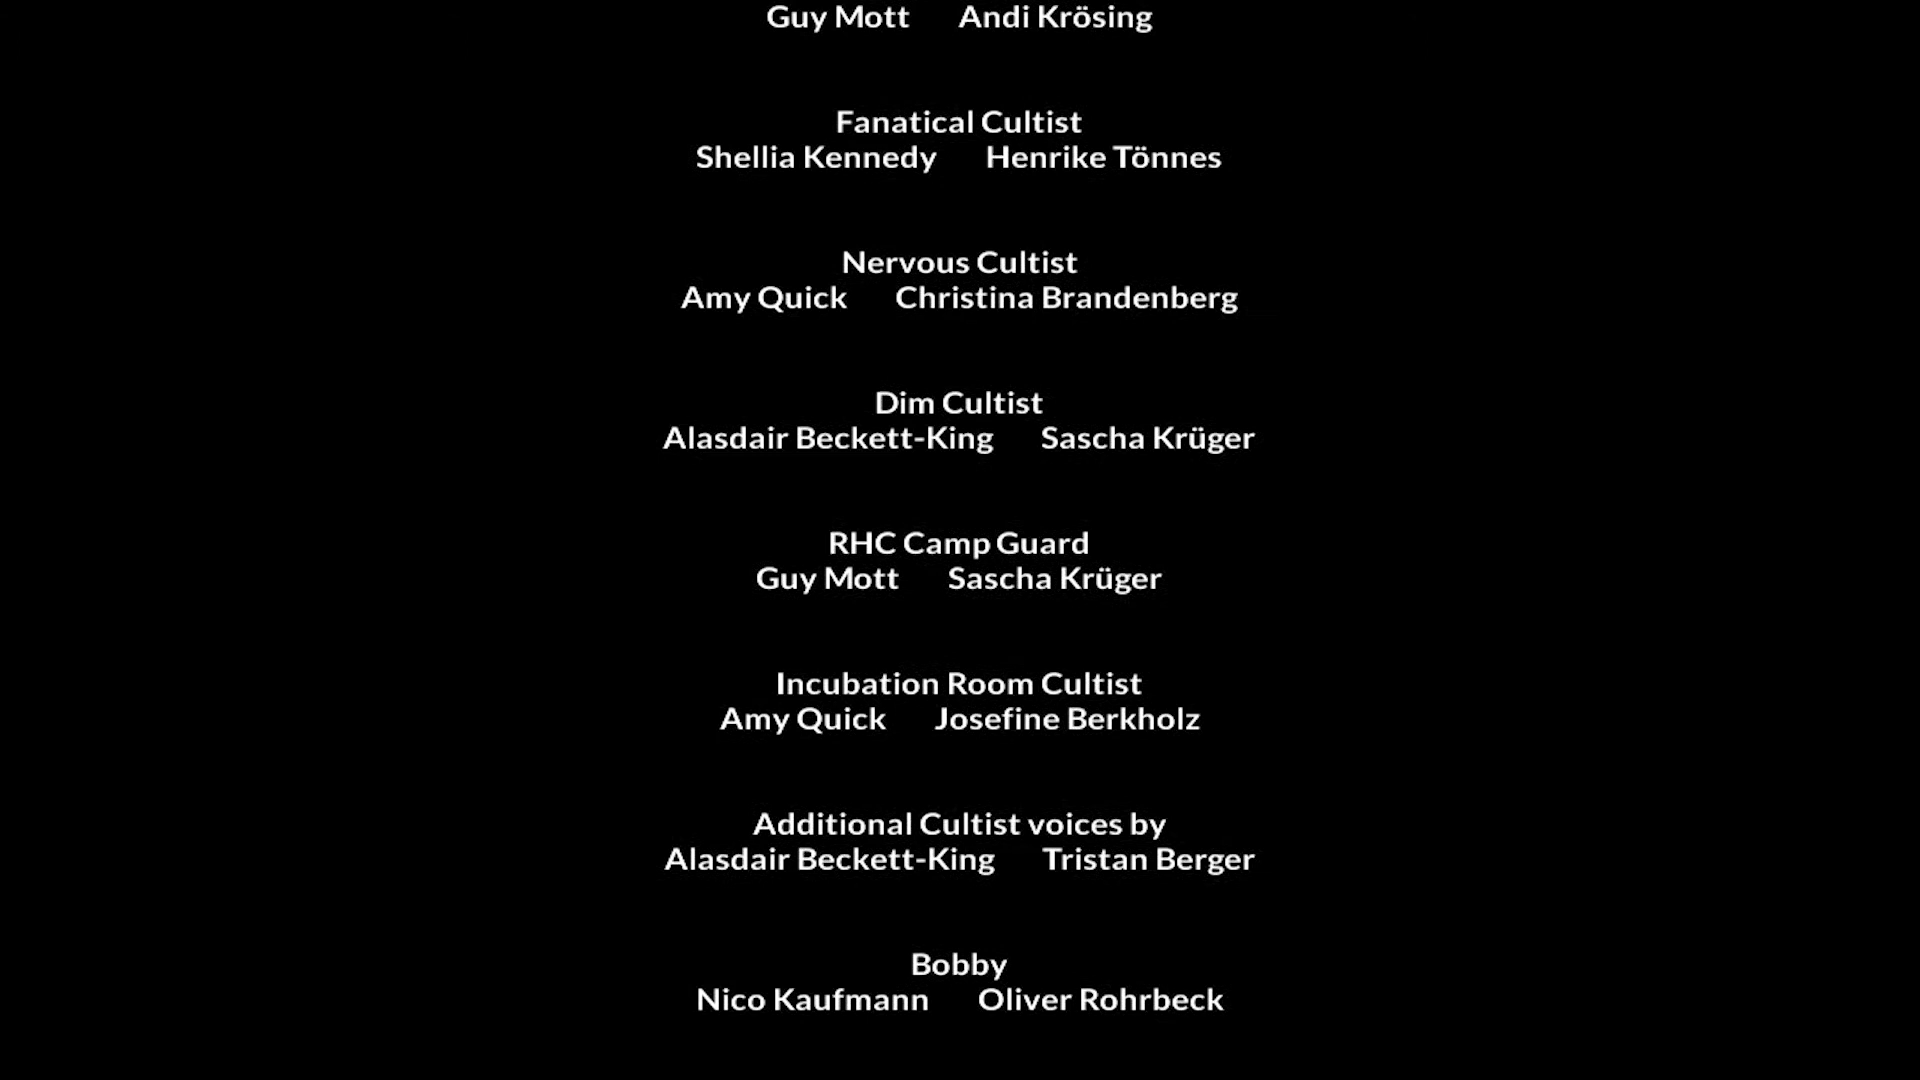 Guy Mott Andi Krösing
Fanatical Cultist
Shellia Kennedy Henrike Tönnes
Nervous Cultist
Amy Quick Christina Brandenberg
Dim Cultist
Alasdair Beckett-King Sascha Krüger
RHC Camp Guard
Guy Mott Sascha Krüger
Incubation Room Cultist
Amy Quick Josefine Berkholz
Additional Cultist voices by
Alasdair Beckett-King Tristan Berger
Bobby
Nico Kaufmann Oliver Rohrbeck